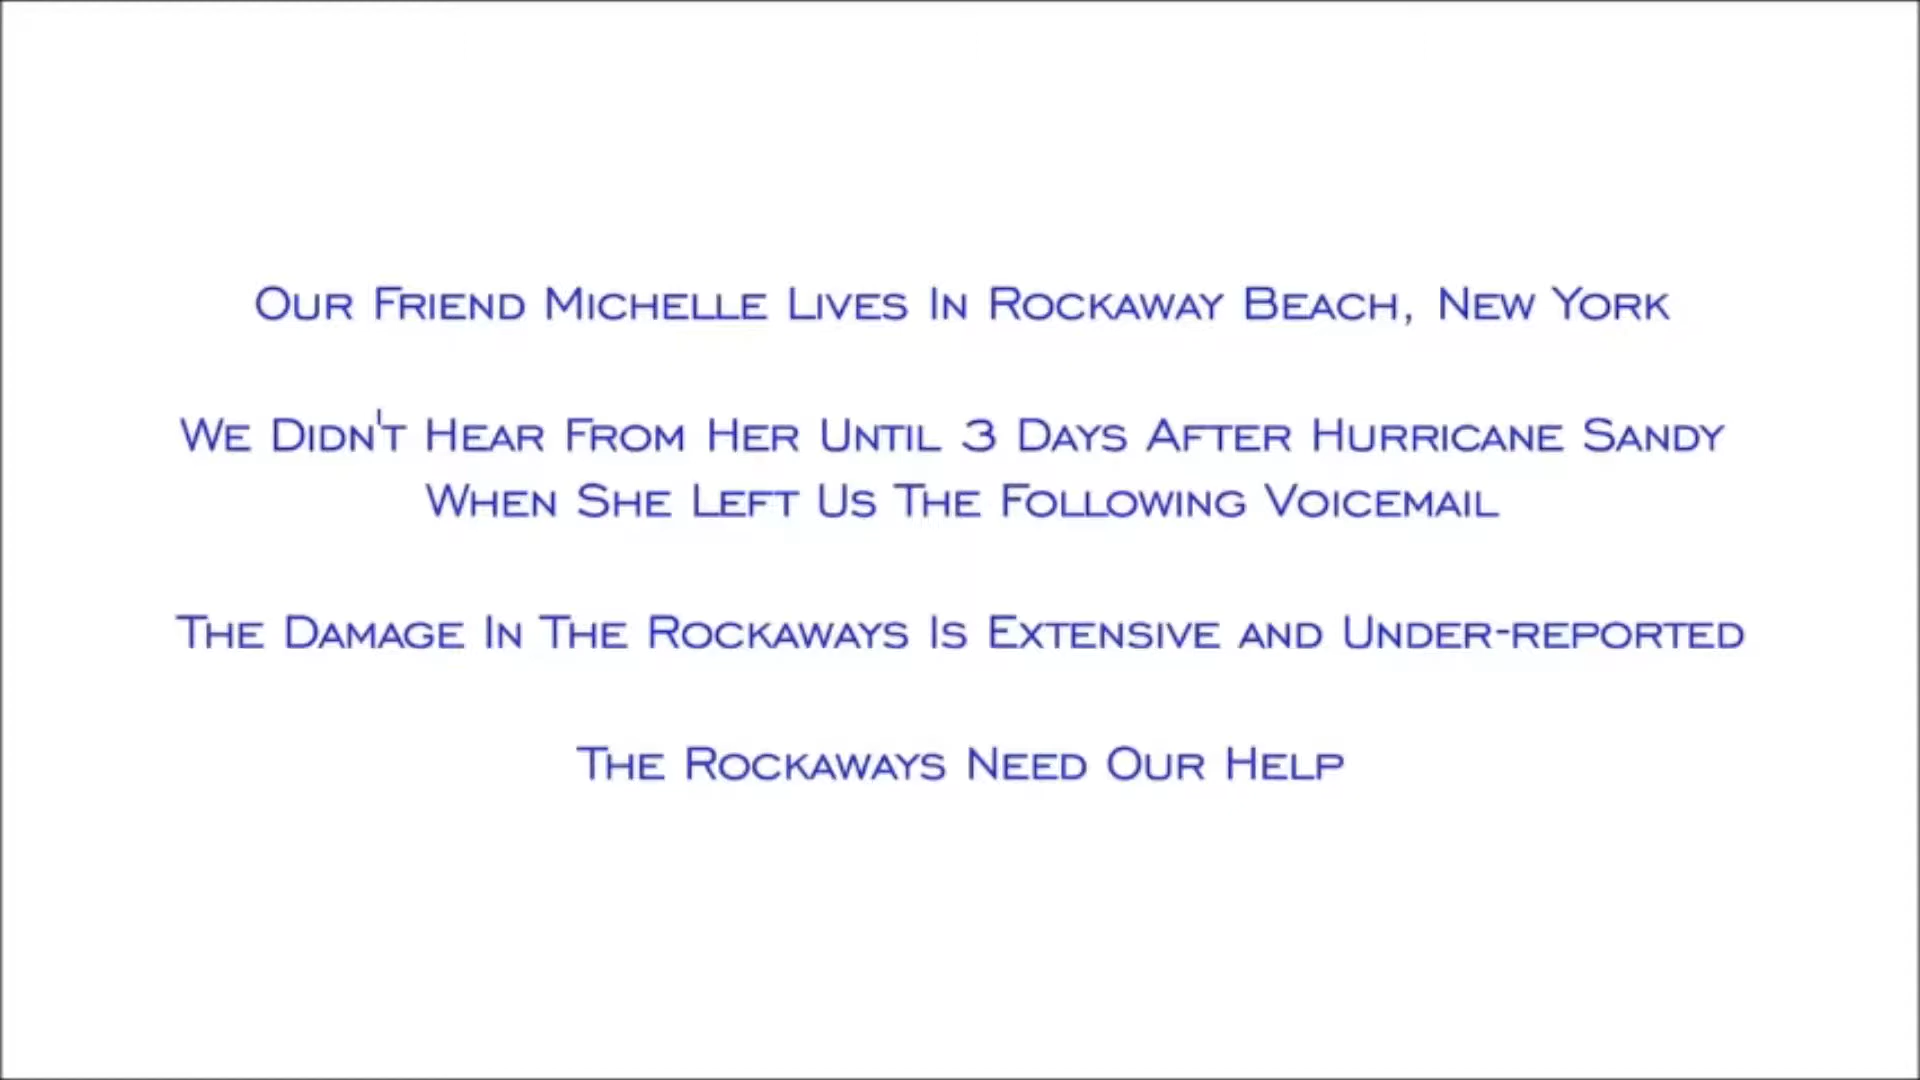 Our Friend Michelle Lives In Rockaway Beach, New York
We Didn't Hear From Her Until 3 Days After Hurricane Sandy
When She Left Us The Following Voicemail
The Damage In The Rockaways Is Extensive and Under-reported
The Rockaways Need Our Help